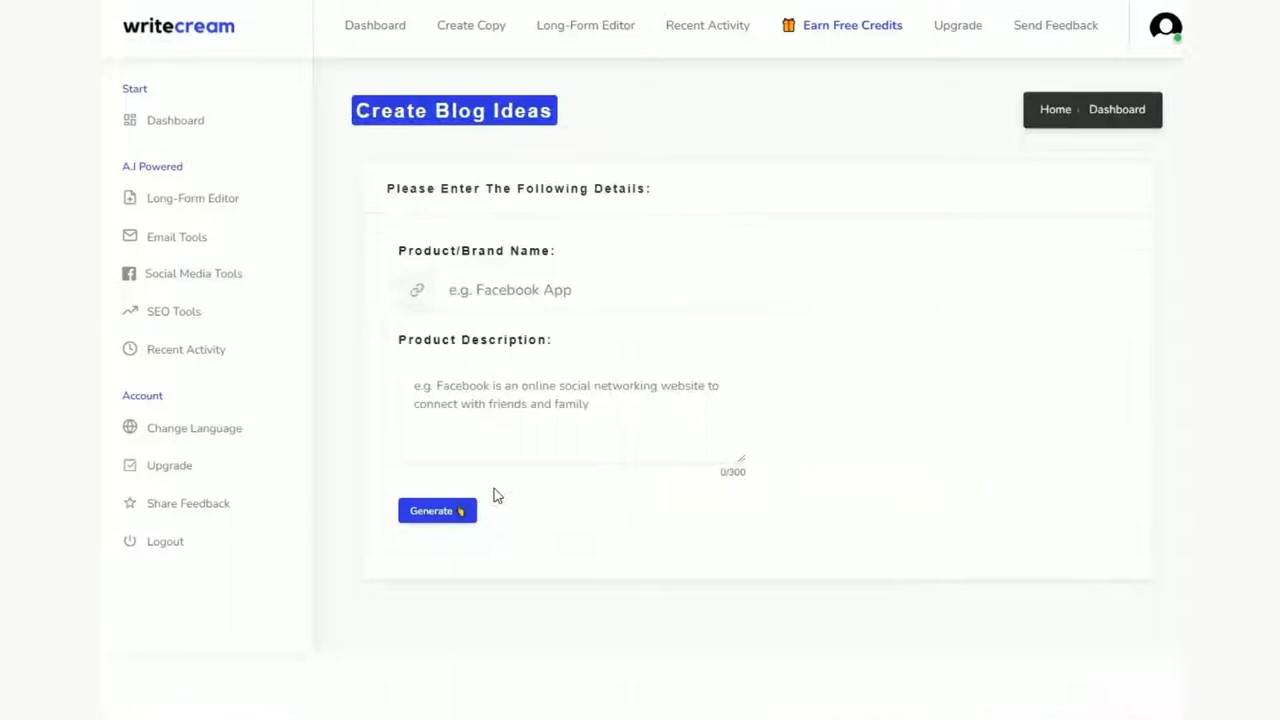 writecream
Dashboard Create Copy Long-Form Editor Recent Activity Earn Free Credits Upgrade Send Feedback
Start
Dashboard
A.I Powered
Long-Form Editor
Email Tools
Social Media Tools
SEO Tools
Recent Activity
Account
Change Language
Upgrade
Share Feedback
Logout
Create Blog Ideas
Home Dashboard
Please Enter The Following Details:
Product/Brand Name:
e.g. Facebook App
Product Description:
e.g. Facebook is an online social networking website to
connect with friends and family
0/300
Generate